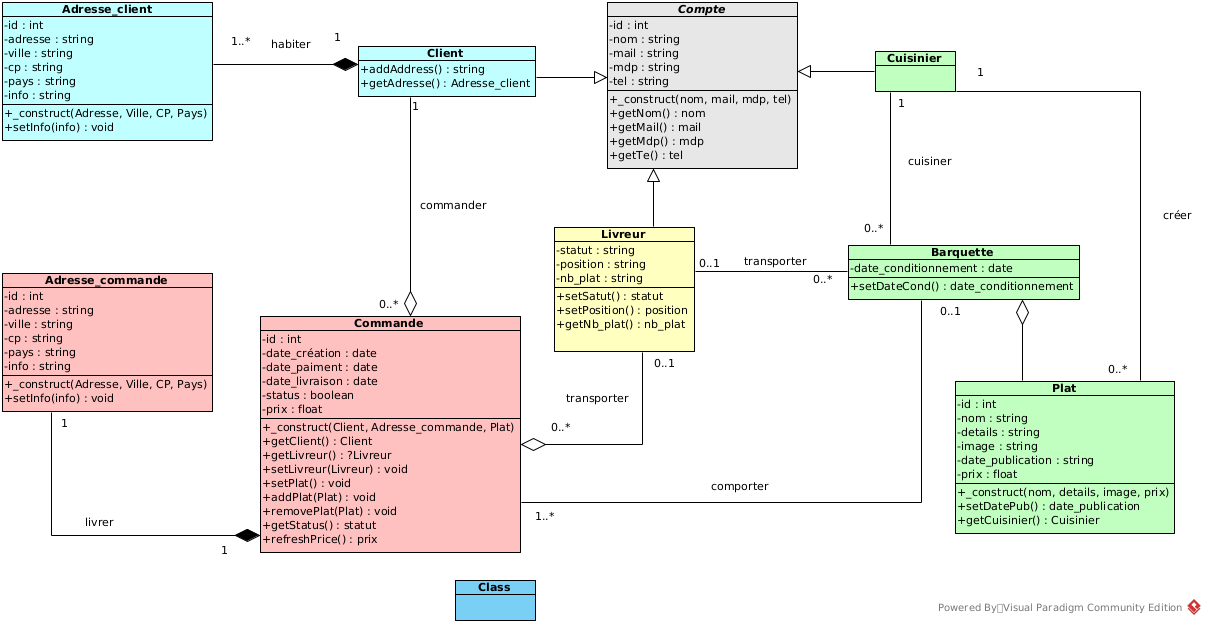 Adresse_client
-id : int
-adresse : string
-ville : string
-cp : string
-pays : string
-info : string
+_construct(Adresse, Ville, CP, Pays)
+setInfo(info) : void
1..*
habiter
1
Client
+addAddress() : string
+getAdresse() : Adresse_client
1
commander
0..*
Compte
-id : int
-nom : string
-mail : string
-mdp : string
-tel : string
+_construct(nom, mail, mdp, tel)
+getNom() : nom
+getMail() : mail
+getMdp() : mdp
+getTe() : tel
Cuisinier
1
1
cuisiner
0..*
créer
0..*
Livreur
-statut : string
-position : string
-nb_plat : string
+setSatut() : statut
+setPosition() : position
+getNb_plat() : nb_plat
0..1
transporter
0..*
Barquette
-date_conditionnement : date
+setDateCond() : date_conditionnement
0..1
Adresse_commande
-id : int
-adresse : string
-ville : string
-cp : string
-pays : string
-info : string
+_construct(Adresse, Ville, CP, Pays)
+setInfo(info) : void
1
livrer
1
Commande
-id : int
-date_création : date
-date_paiment : date
-date_livraison : date
-status : boolean
-prix : float
+_construct(Client, Adresse_commande, Plat)
+getClient() : Client
+getLivreur() : ?Livreur
+setLivreur(Livreur) : void
+setPlat() : void
+addPlat(Plat) : void
+removePlat(Plat) : void
+getStatus() : statut
+refreshPrice() : prix
0..1
transporter
0..*
comporter
1..*
Plat
-id : int
-nom : string
-details : string
-image : string
-date_publication : string
-prix : float
+_construct(nom, details, image, prix)
+setDatePub() : date_publication
+getCuisinier() : Cuisinier
Class
Powered By Visual Paradigm Community Edition